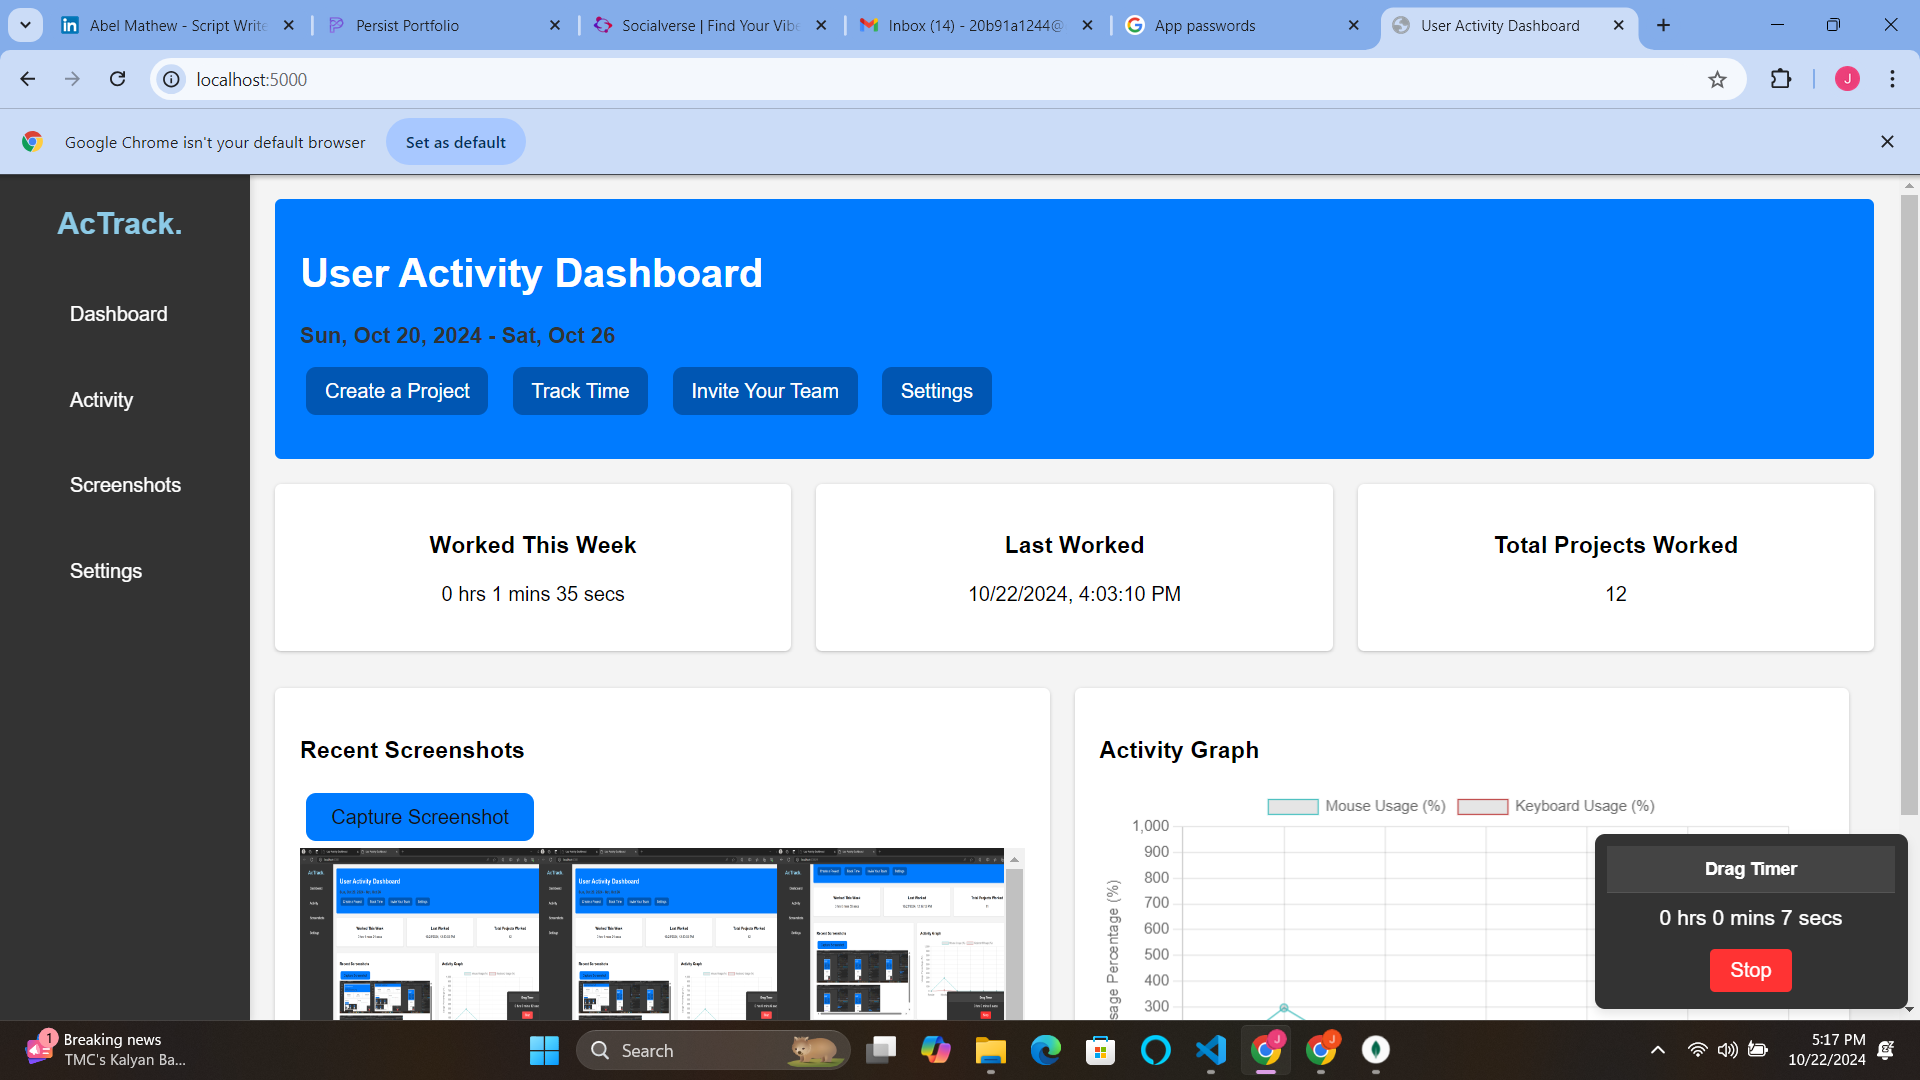 Abel Mathew - Script Write
Persist Portfolio
Socialverse | Find Your Vibe
Inbox (14) - 20b91a1244@
App passwords
User Activity Dashboard
localhost:5000
J
Google Chrome isn't your default browser
Set as default
AcTrack.
Dashboard
Activity
Screenshots
Settings
User Activity Dashboard
Sun, Oct 20, 2024 - Sat, Oct 26
Create a Project
Track Time
Invite Your Team
Settings
Worked This Week
0 hrs 1 mins 35 secs
Last Worked
10/22/2024, 4:03:10 PM
Total Projects Worked
12
Recent Screenshots
Capture Screenshot
Activity Graph
Mouse Usage (%)
Keyboard Usage (%)
1,000
900
800
700
600
500
400
300
Percentage (%)
Drag Timer
0 hrs 0 mins 7 secs
Stop
1
Breaking news
TMC's Kalyan Ba...
Search
J
J
5:17 PM
10/22/2024